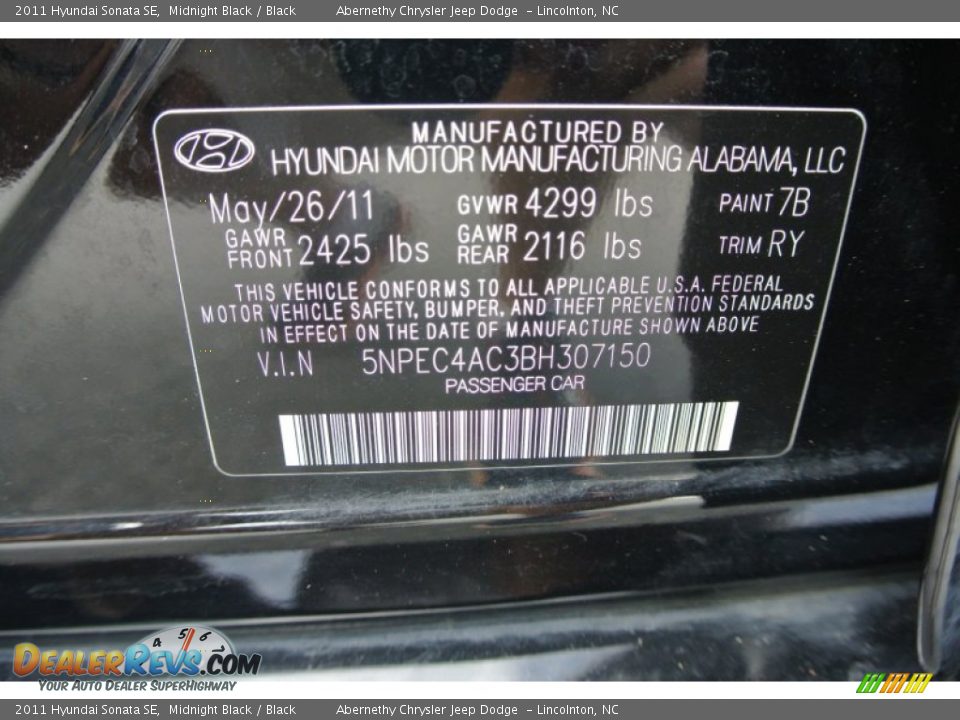 2011 Hyundai Sonata SE, Midnight Black / Black Abernethy Chrysler Jeep Dodge - Lincolnton, NC
MANUFACTURED BY
HYUNDAI MOTOR MANUFACTURING ALABAMA, LLC
May/26/11 GVWR 4299 lbs PAINT 7B
GAWR FRONT 2425 lbs GAWR REAR 2116 lbs TRIM RY
THIS VEHICLE CONFORMS TO ALL APPLICABLE U.S.A. FEDERAL
MOTOR VEHICLE SAFETY, BUMPER, AND THEFT PREVENTION STANDARDS
IN EFFECT ON THE DATE OF MANUFACTURE SHOWN ABOVE
V.I.N 5NPEC4AC3BH307150
PASSENGER CAR
4 5 6
DEALERREVS.COM
YOUR AUTO DEALER SUPERHIGHWAY
2011 Hyundai Sonata SE, Midnight Black / Black Abernethy Chrysler Jeep Dodge - Lincolnton, NC